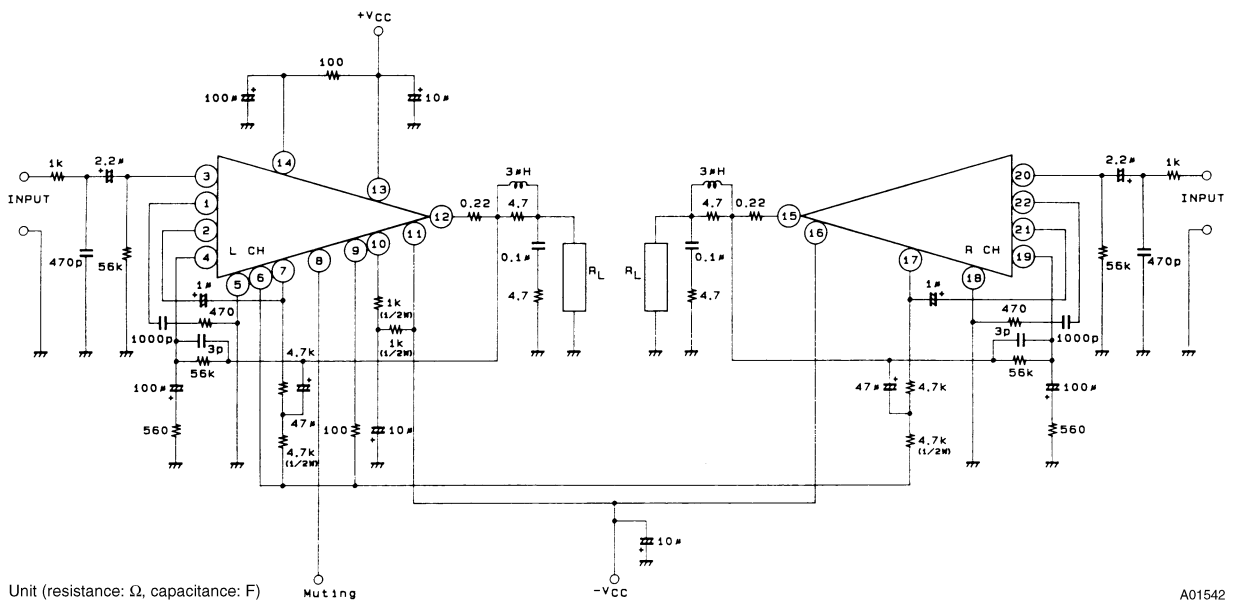 +VCC
100
100µ
10µ
1k
2.2µ
3
14
13
INPUT
1
2
4
L CH
470p
56k
5
6
7
8
9
10
11
12
0.22
3µH
4.7
0.1µ
4.7
RL
1µ
470
1000p
3p
56k
100µ
560
4.7k
47µ
4.7k
(1/2W)
100
1k
(1/2W)
1k
(1/2W)
10µ
3µH
4.7
0.22
RL
0.1µ
4.7
15
16
17
18
R CH
20
22
21
19
2.2µ
1k
INPUT
56k
470p
1µ
470
3p
1000p
56k
47µ
4.7k
100µ
4.7k
(1/2W)
560
10µ
Muting
-VCC
Unit (resistance: Ω, capacitance: F)
A01542